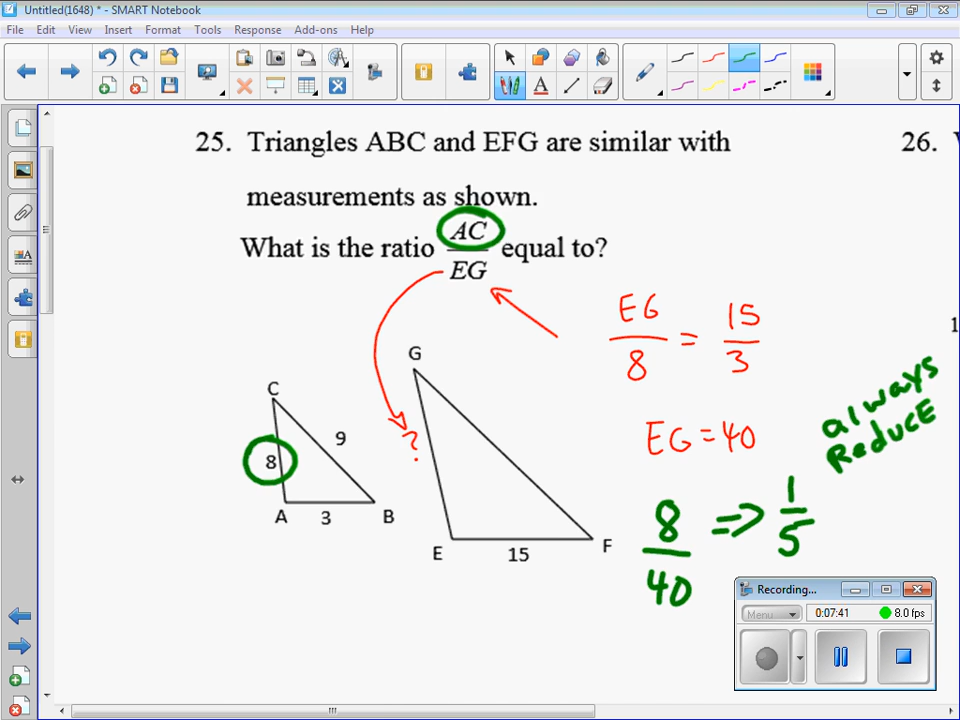 Untitled(1648) * - SMART Notebook
File Edit View Insert Format Tools Response Add-ons Help
25. Triangles ABC and EFG are similar with
measurements as shown.
What is the ratio AC/EG equal to?
26.
EG/8 = 15/3
EG = 40
always
REDUCE
8/40 => 1/5
G
C
?
9
8
A
3
B
E
15
F
1
Recording...
Menu
0:07:41
8.0 fps